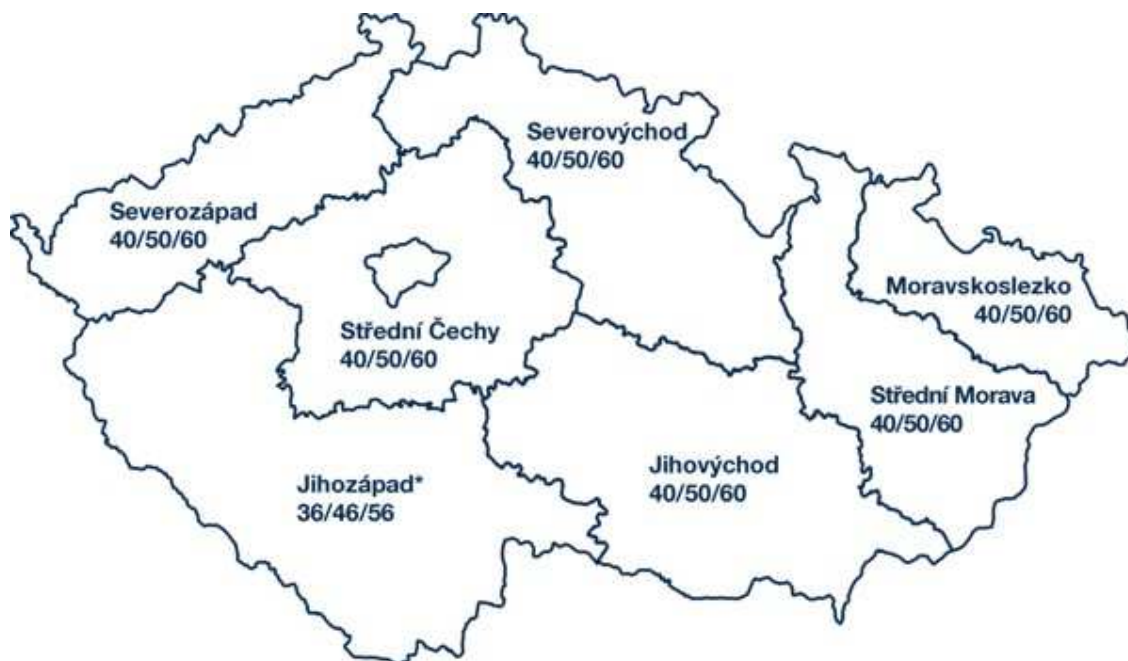 Severovýchod
40/50/60
Severozápad
40/50/60
Moravskoslezko
40/50/60
Střední Čechy
40/50/60
Střední Morava
40/50/60
Jihovýchod
40/50/60
Jihozápad*
36/46/56